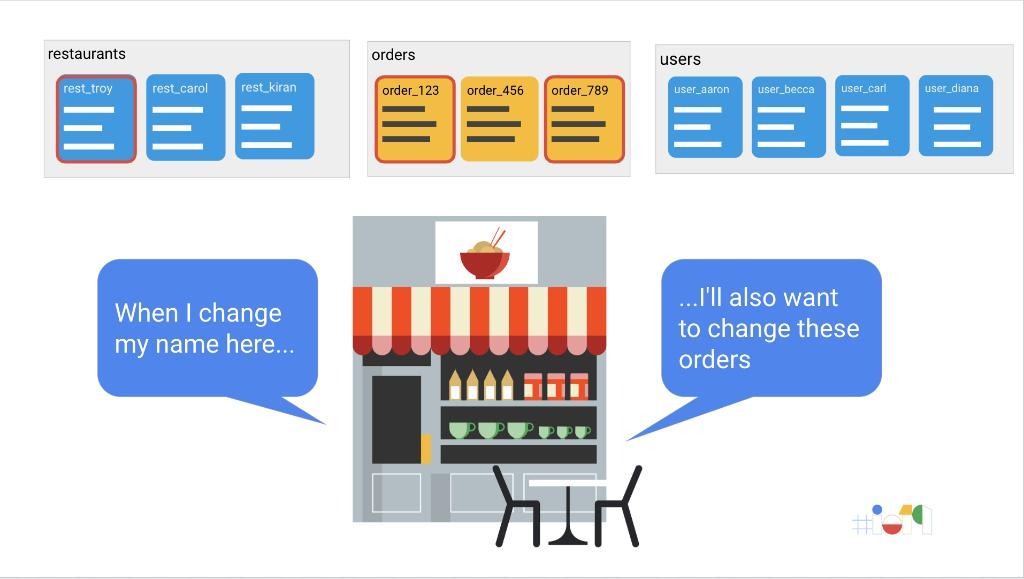 restaurants
rest_troy
rest_carol
rest_kiran
orders
order_123
order_456
order_789
users
user_aaron
user_becca
user_carl
user_diana
When I change
my name here...
...I'll also want
to change these
orders
#io19